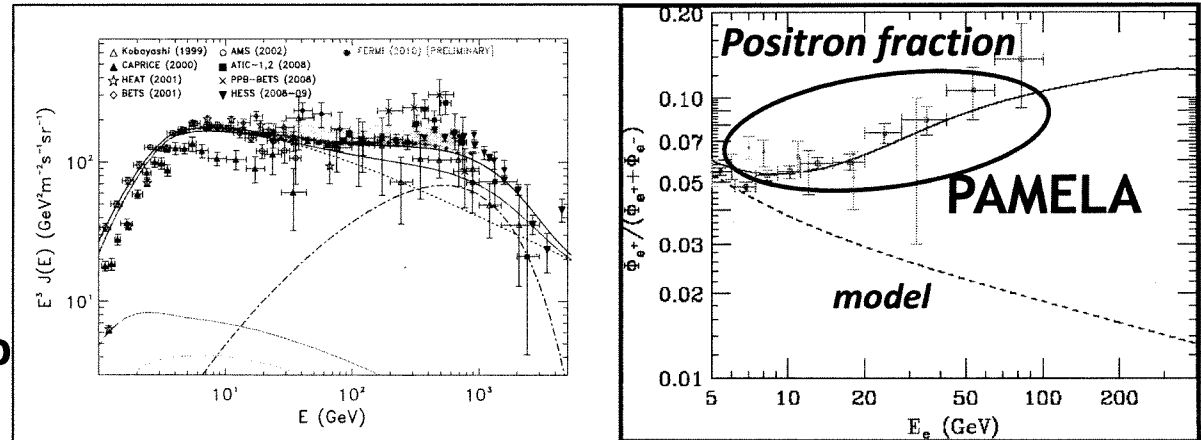 Kobayashi (1999)
CAPRICE (2000)
HEAT (2001)
BETS (2001)
AMS (2002)
ATIC-1,2 (2008)
PPB-BETS (2008)
HESS (2008-09)
FERMI (2010) [PRELIMINARY]
E³ J(E) (GeV²m⁻²s⁻¹sr⁻¹)
10²
10¹
10¹
10²
10³
E (GeV)
Positron fraction
PAMELA
model
Φe⁺/(Φe⁺+Φe⁻)
0.20
0.10
0.07
0.05
0.03
0.02
0.01
5
10
20
50
100
200
Eₑ (GeV)